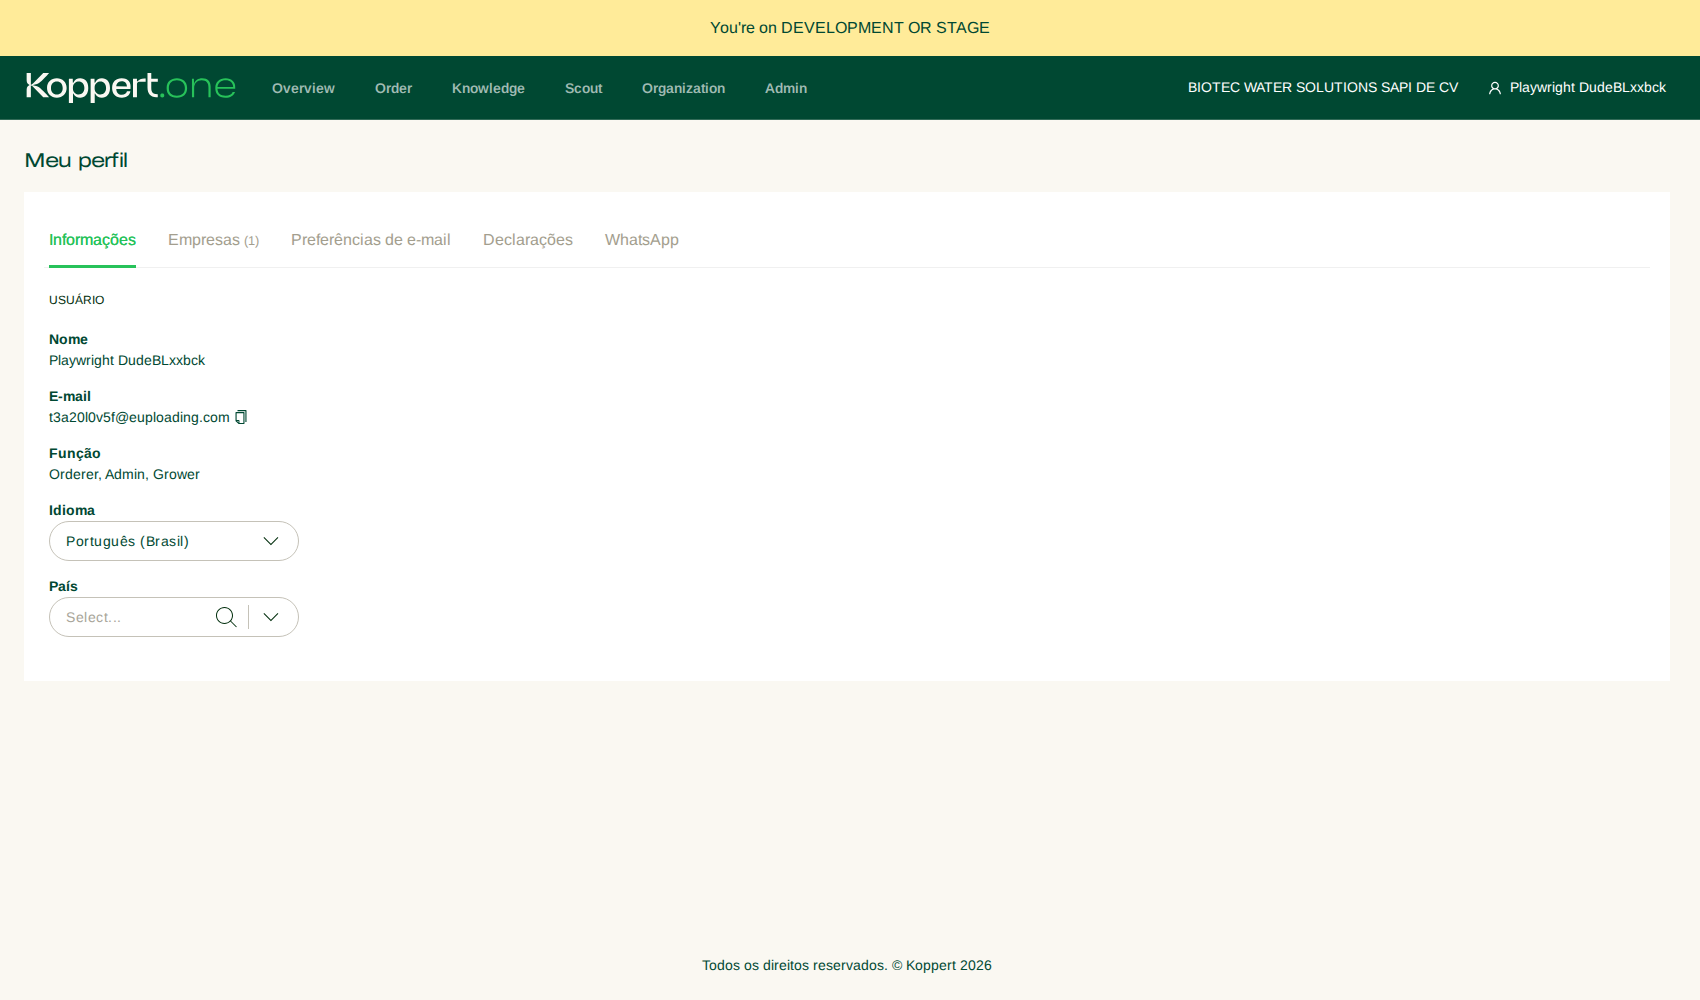 You're on DEVELOPMENT OR STAGE
Koppert.one
Overview
Order
Knowledge
Scout
Organization
Admin
BIOTEC WATER SOLUTIONS SAPI DE CV
Playwright DudeBLxxbck
Meu perfil
Informações
Empresas (1)
Preferências de e-mail
Declarações
WhatsApp
USUÁRIO
Nome
Playwright DudeBLxxbck
E-mail
t3a20l0v5f@euploading.com
Função
Orderer, Admin, Grower
Idioma
Português (Brasil)
País
Select...
Todos os direitos reservados. © Koppert 2026